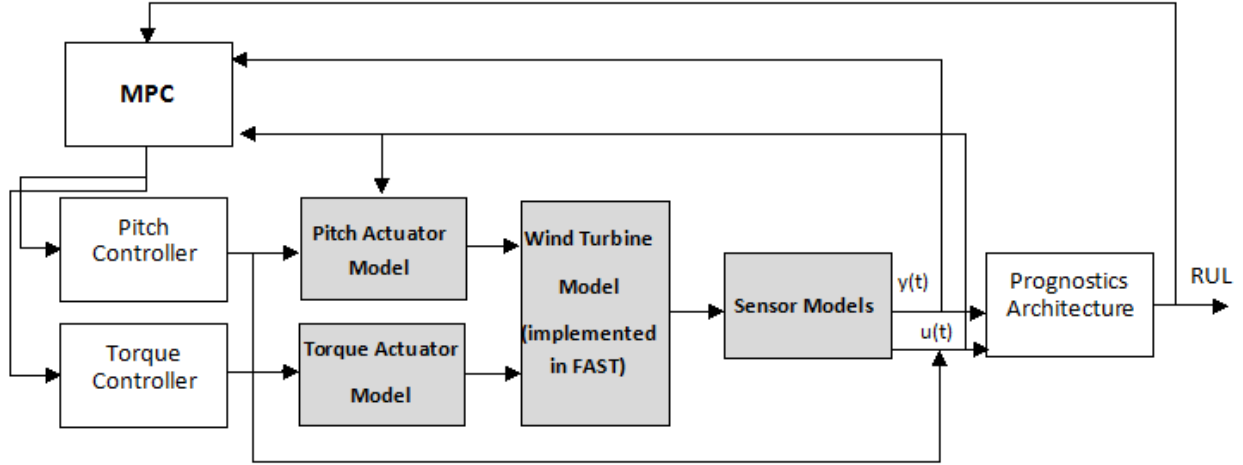 MPC
Pitch
Controller
Pitch Actuator
Model
Wind Turbine
Model
(implemented
in FAST)
Sensor Models
y(t)
u(t)
Prognostics
Architecture
RUL
Torque
Controller
Torque Actuator
Model